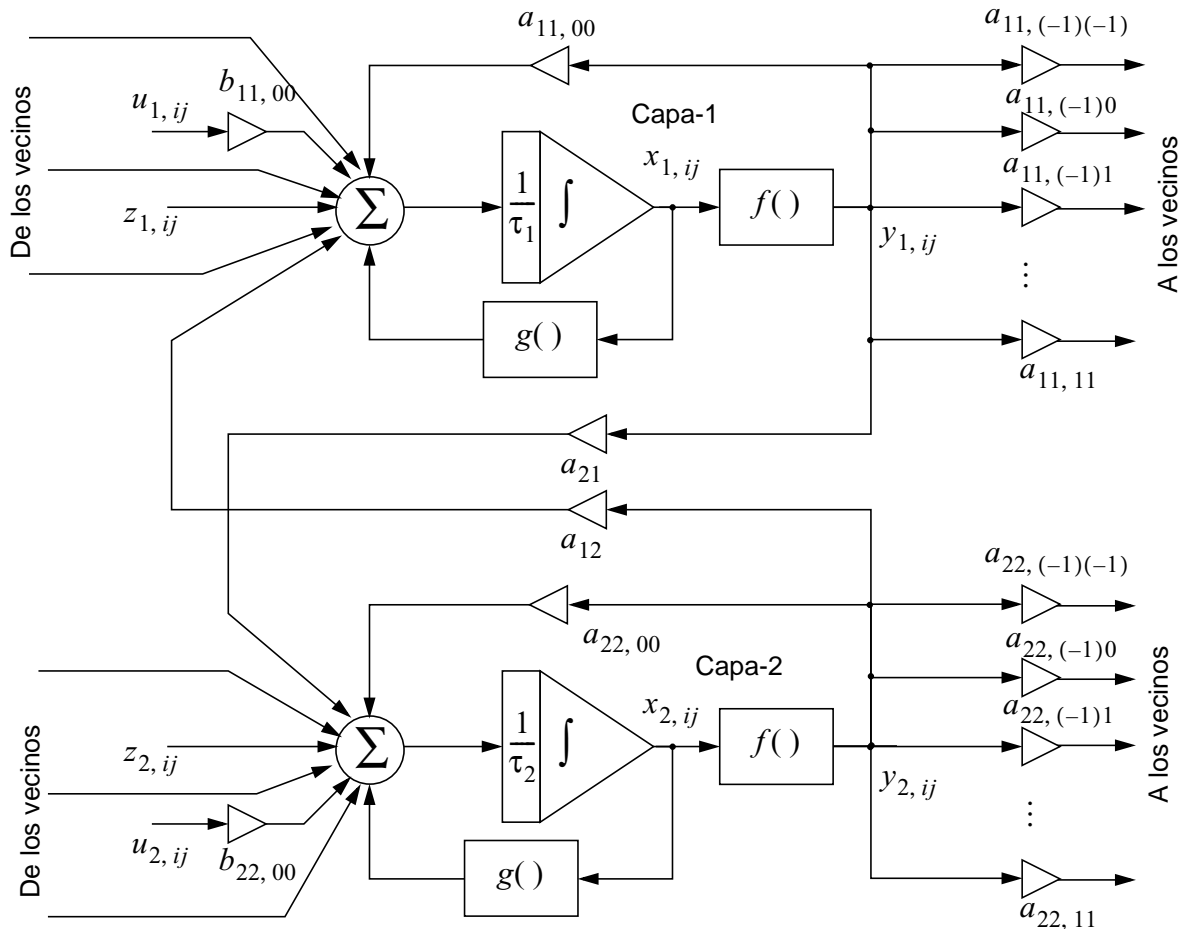 a11, 00
a11, (–1)(–1)
De los vecinos
u1, ij
b11, 00
Capa-1
a11, (–1)0
x1, ij
a11, (–1)1
z1, ij
Σ
1/τ1
∫
f()
y1, ij
A los vecinos
⋮
g()
a11, 11
a21
a12
a22, (–1)(–1)
a22, 00
Capa-2
a22, (–1)0
x2, ij
a22, (–1)1
De los vecinos
z2, ij
Σ
1/τ2
∫
f()
y2, ij
A los vecinos
⋮
u2, ij
b22, 00
g()
a22, 11